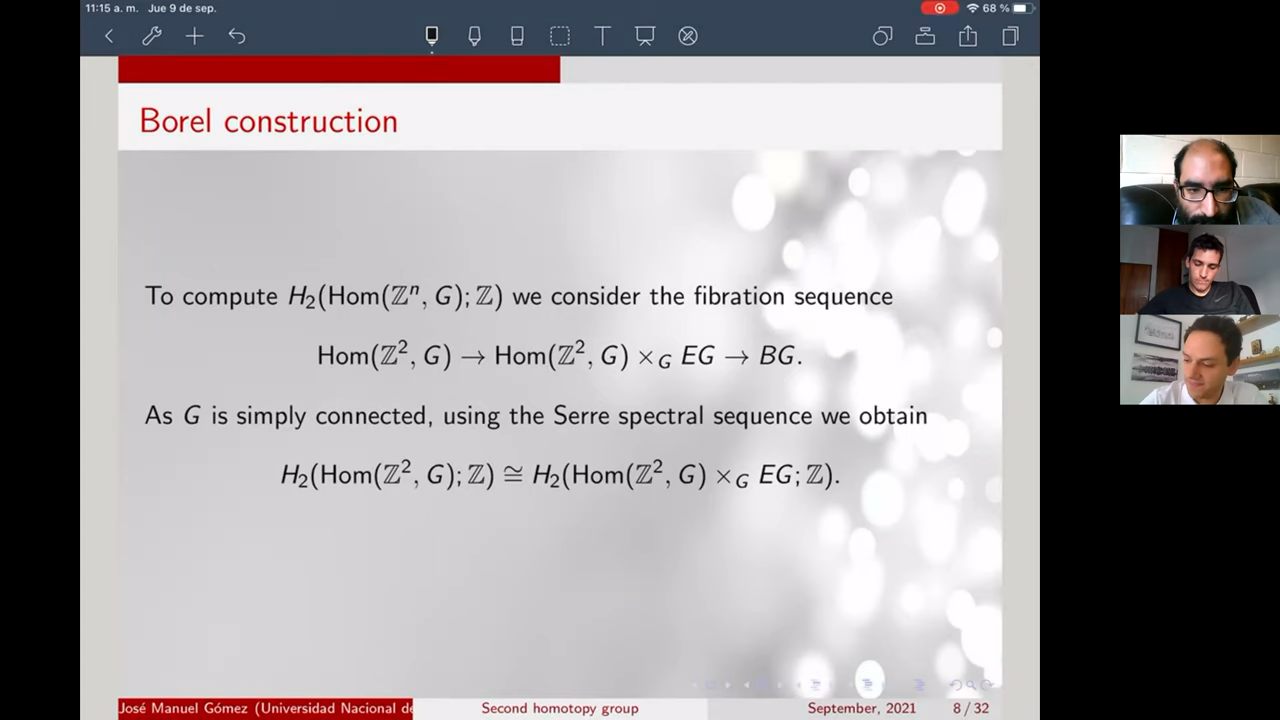 11:15 a. m. Jue 9 de sep.
68 %
Borel construction
To compute H₂(Hom(ℤⁿ, G); ℤ) we consider the fibration sequence
Hom(ℤ², G) → Hom(ℤ², G) ×_G EG → BG.
As G is simply connected, using the Serre spectral sequence we obtain
H₂(Hom(ℤ², G); ℤ) ≅ H₂(Hom(ℤ², G) ×_G EG; ℤ).
José Manuel Gómez (Universidad Nacional de
Second homotopy group
September, 2021
8 / 32